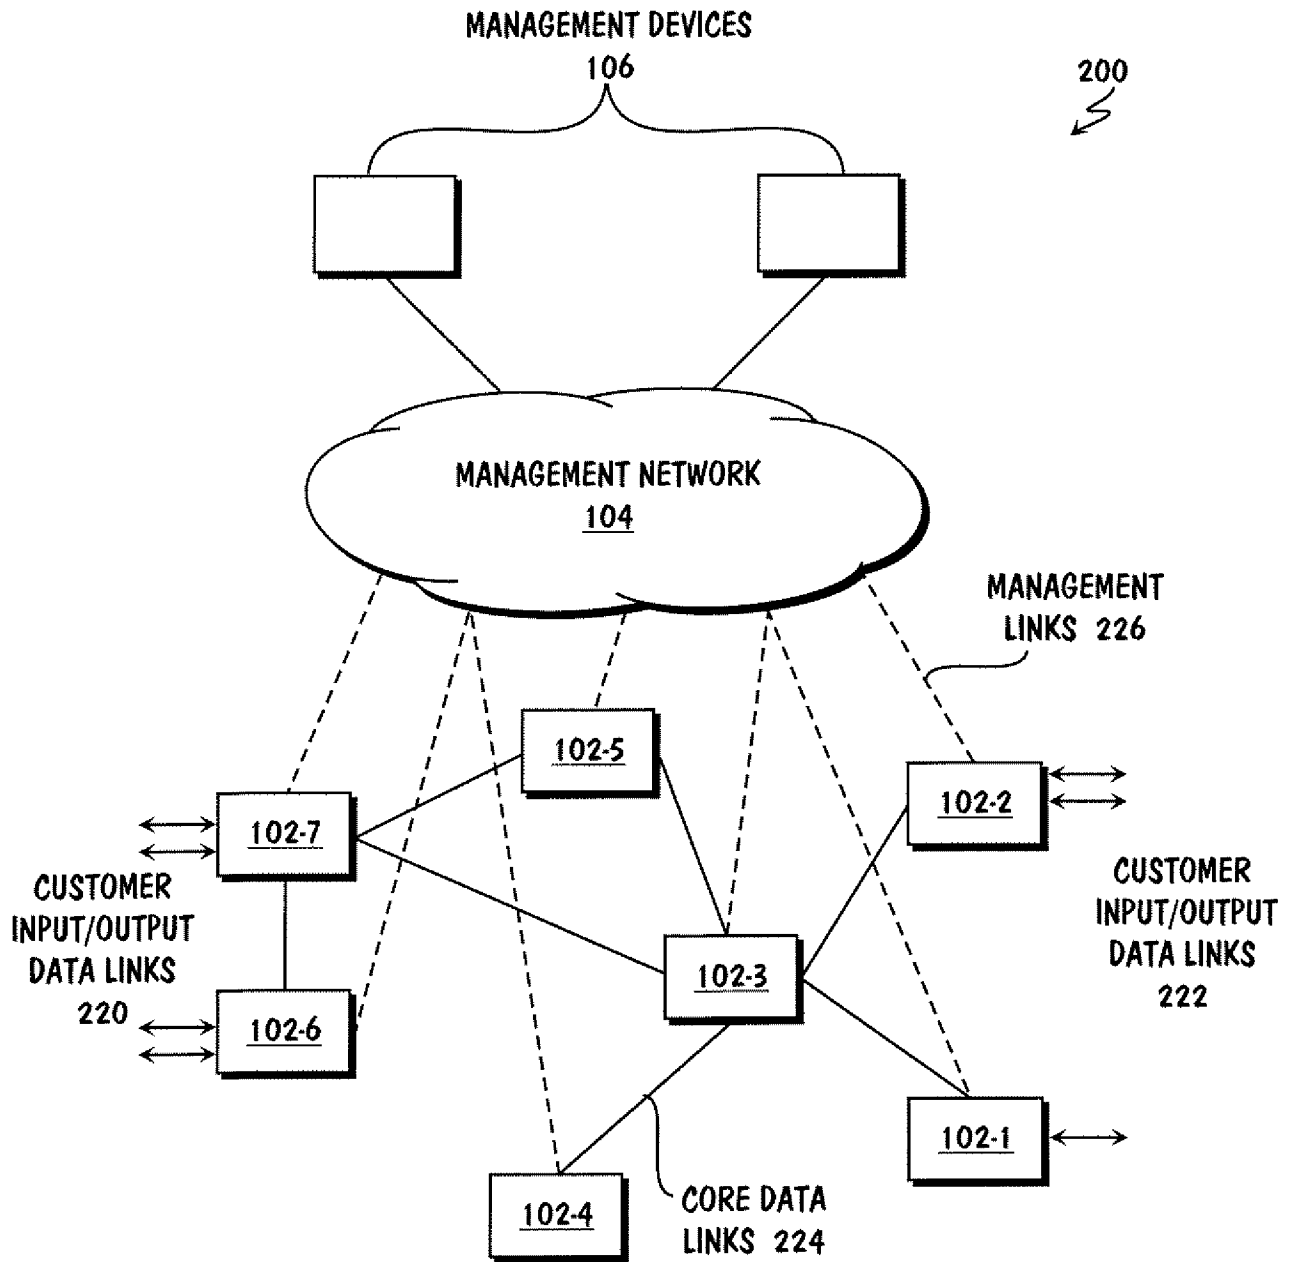 MANAGEMENT DEVICES
106
200
MANAGEMENT NETWORK
104
MANAGEMENT
LINKS 226
102-5
102-2
102-7
CUSTOMER
INPUT/OUTPUT
DATA LINKS
220
CUSTOMER
INPUT/OUTPUT
DATA LINKS
222
102-3
102-6
102-1
102-4
CORE DATA
LINKS 224